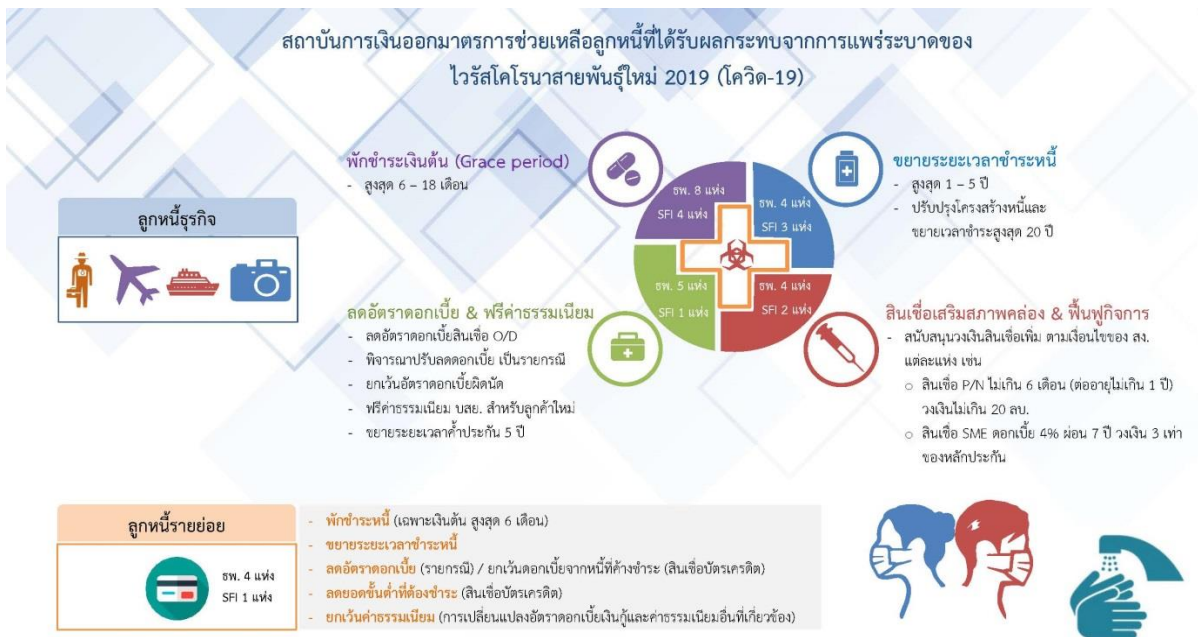 สถาบันการเงินออกมาตรการช่วยเหลือลูกหนี้ที่ได้รับผลกระทบจากการแพร่ระบาดของ
ไวรัสโคโรนาสายพันธุ์ใหม่ 2019 (โควิด-19)
ลูกหนี้ธุรกิจ
พักชำระเงินต้น (Grace period)
- สูงสุด 6 – 18 เดือน
ธพ. 8 แห่ง
SFI 4 แห่ง
ธพ. 4 แห่ง
SFI 3 แห่ง
ขยายระยะเวลาชำระหนี้
- สูงสุด 1 – 5 ปี
- ปรับปรุงโครงสร้างหนี้และ
ขยายเวลาชำระสูงสุด 20 ปี
ลดอัตราดอกเบี้ย & ฟรีค่าธรรมเนียม
- ลดอัตราดอกเบี้ยสินเชื่อ O/D
- พิจารณาปรับลดดอกเบี้ย เป็นรายกรณี
- ยกเว้นอัตราดอกเบี้ยผิดนัด
- ฟรีค่าธรรมเนียม บสย. สำหรับลูกค้าใหม่
- ขยายระยะเวลาค้ำประกัน 5 ปี
ธพ. 5 แห่ง
SFI 1 แห่ง
ธพ. 4 แห่ง
SFI 2 แห่ง
สินเชื่อเสริมสภาพคล่อง & ฟื้นฟูกิจการ
- สนับสนุนวงเงินสินเชื่อเพิ่ม ตามเงื่อนไขของ สง.
แต่ละแห่ง เช่น
o สินเชื่อ P/N ไม่เกิน 6 เดือน (ต่ออายุไม่เกิน 1 ปี)
วงเงินไม่เกิน 20 ลบ.
o สินเชื่อ SME ดอกเบี้ย 4% ผ่อน 7 ปี วงเงิน 3 เท่า
ของหลักประกัน
ลูกหนี้รายย่อย
ธพ. 4 แห่ง
SFI 1 แห่ง
- พักชำระหนี้ (เฉพาะเงินต้น สูงสุด 6 เดือน)
- ขยายระยะเวลาชำระหนี้
- ลดอัตราดอกเบี้ย (รายกรณี) / ยกเว้นดอกเบี้ยจากหนี้ที่ค้างชำระ (สินเชื่อบัตรเครดิต)
- ลดยอดขั้นต่ำที่ต้องชำระ (สินเชื่อบัตรเครดิต)
- ยกเว้นค่าธรรมเนียม (การเปลี่ยนแปลงอัตราดอกเบี้ยเงินกู้และค่าธรรมเนียมอื่นที่เกี่ยวข้อง)